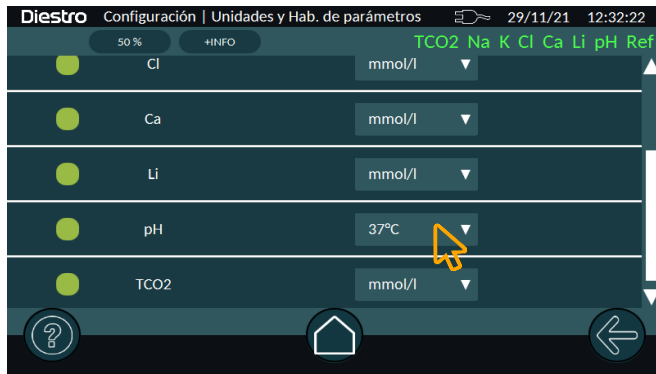 Diestro Configuración | Unidades y Hab. de parámetros 29/11/21 12:32:22
50 % +INFO TCO2 Na K Cl Ca Li pH Ref
Cl mmol/l
Ca mmol/l
Li mmol/l
pH 37°C
TCO2 mmol/l
?